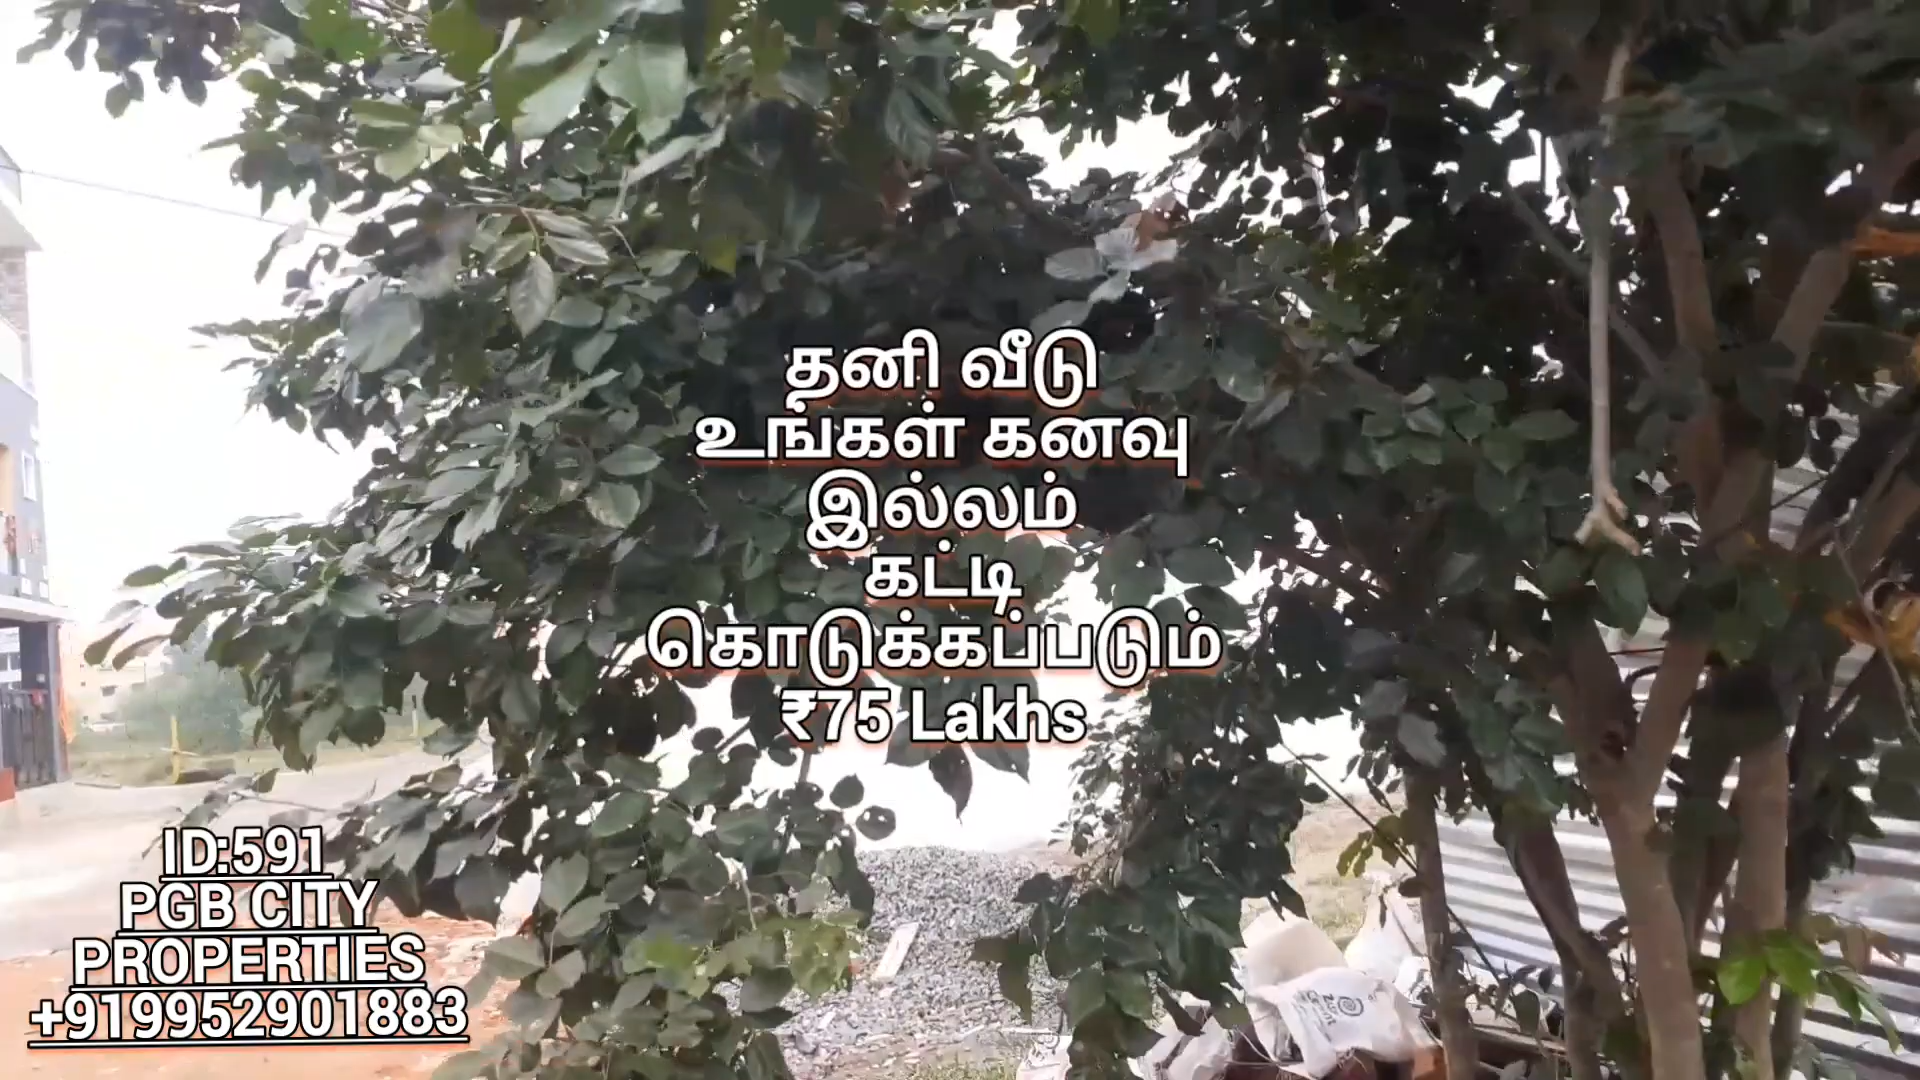 தனி வீடு
உங்கள் கனவு
இல்லம்
கட்டி
கொடுக்கப்படும்
₹75 Lakhs
ID:591
PGB CITY
PROPERTIES
+919952901883